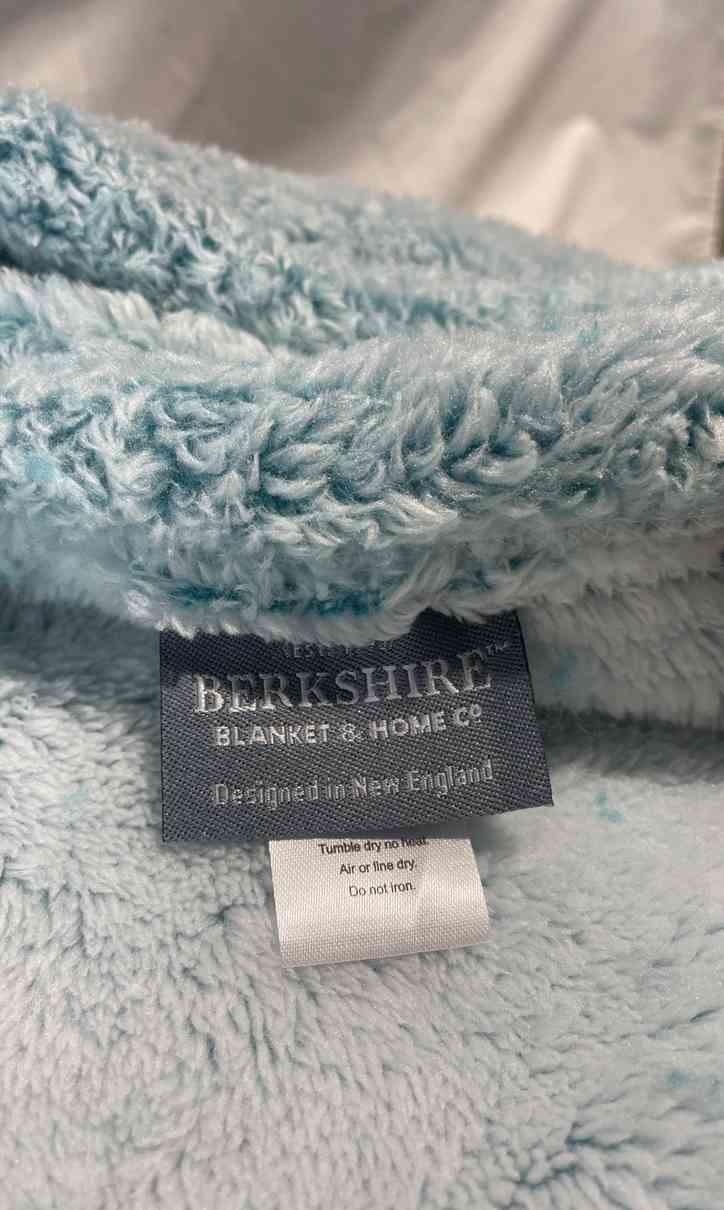 BERKSHIRE™
BLANKET & HOME Cº
Designed in New England
Tumble dry no heat.
Air or line dry.
Do not iron.